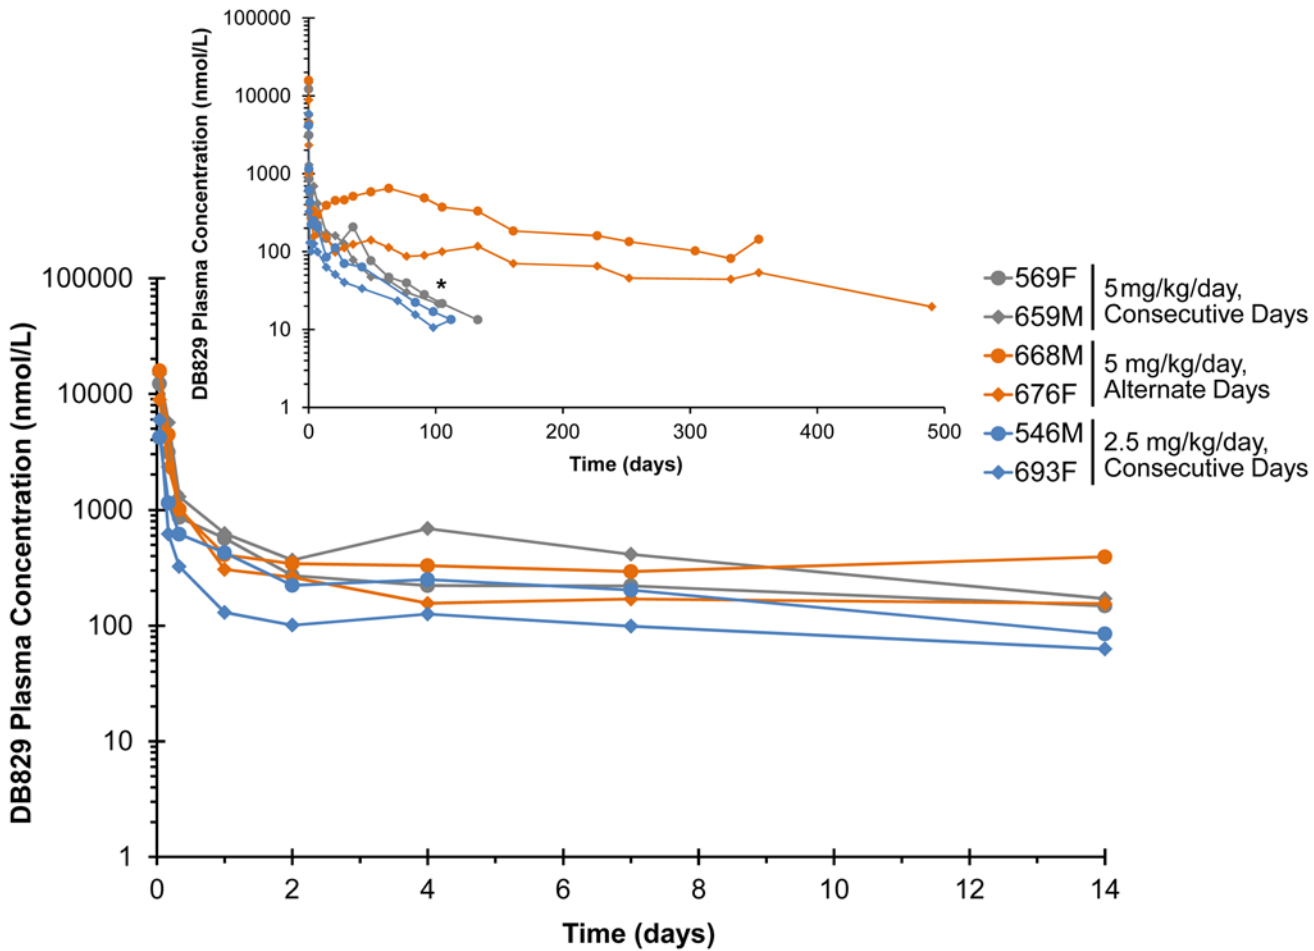 100000
10000
1000
100
10
1
DB829 Plasma Concentration (nmol/L)
*
0 100 200 300 400 500
Time (days)
100000
10000
1000
100
10
1
DB829 Plasma Concentration (nmol/L)
0 2 4 6 8 10 12 14
Time (days)
569F
659M
5mg/kg/day,
Consecutive Days
668M
676F
5 mg/kg/day,
Alternate Days
546M
693F
2.5 mg/kg/day,
Consecutive Days